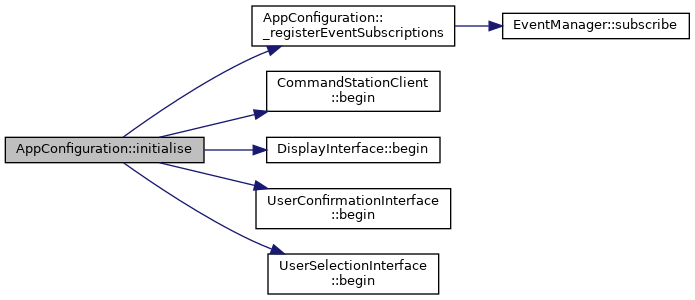 AppConfiguration::initialise
AppConfiguration::
_registerEventSubscriptions
EventManager::subscribe
CommandStationClient
::begin
DisplayInterface::begin
UserConfirmationInterface
::begin
UserSelectionInterface
::begin